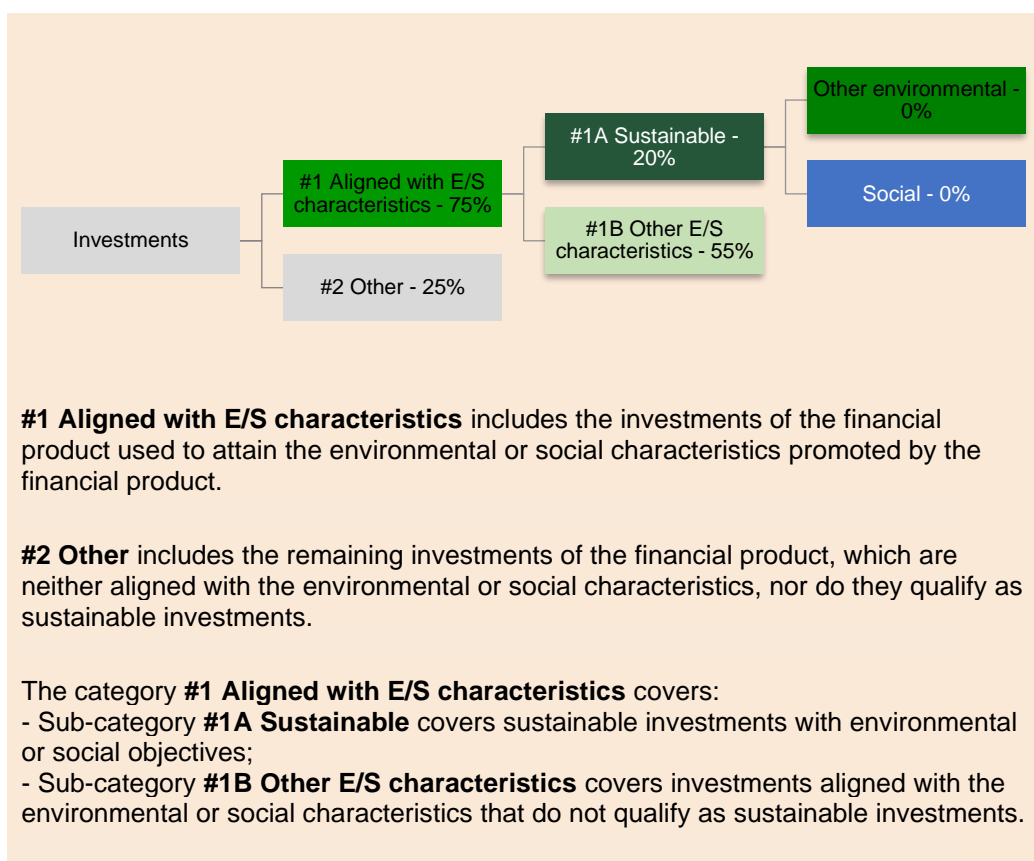 Other environmental -
0%
#1A Sustainable -
20%
#1 Aligned with E/S
characteristics - 75%
Social - 0%
Investments
#1B Other E/S
characteristics - 55%
#2 Other - 25%
#1 Aligned with E/S characteristics includes the investments of the financial
product used to attain the environmental or social characteristics promoted by the
financial product.
#2 Other includes the remaining investments of the financial product, which are
neither aligned with the environmental or social characteristics, nor do they qualify as
sustainable investments.
The category #1 Aligned with E/S characteristics covers:
- Sub-category #1A Sustainable covers sustainable investments with environmental
or social objectives;
- Sub-category #1B Other E/S characteristics covers investments aligned with the
environmental or social characteristics that do not qualify as sustainable investments.